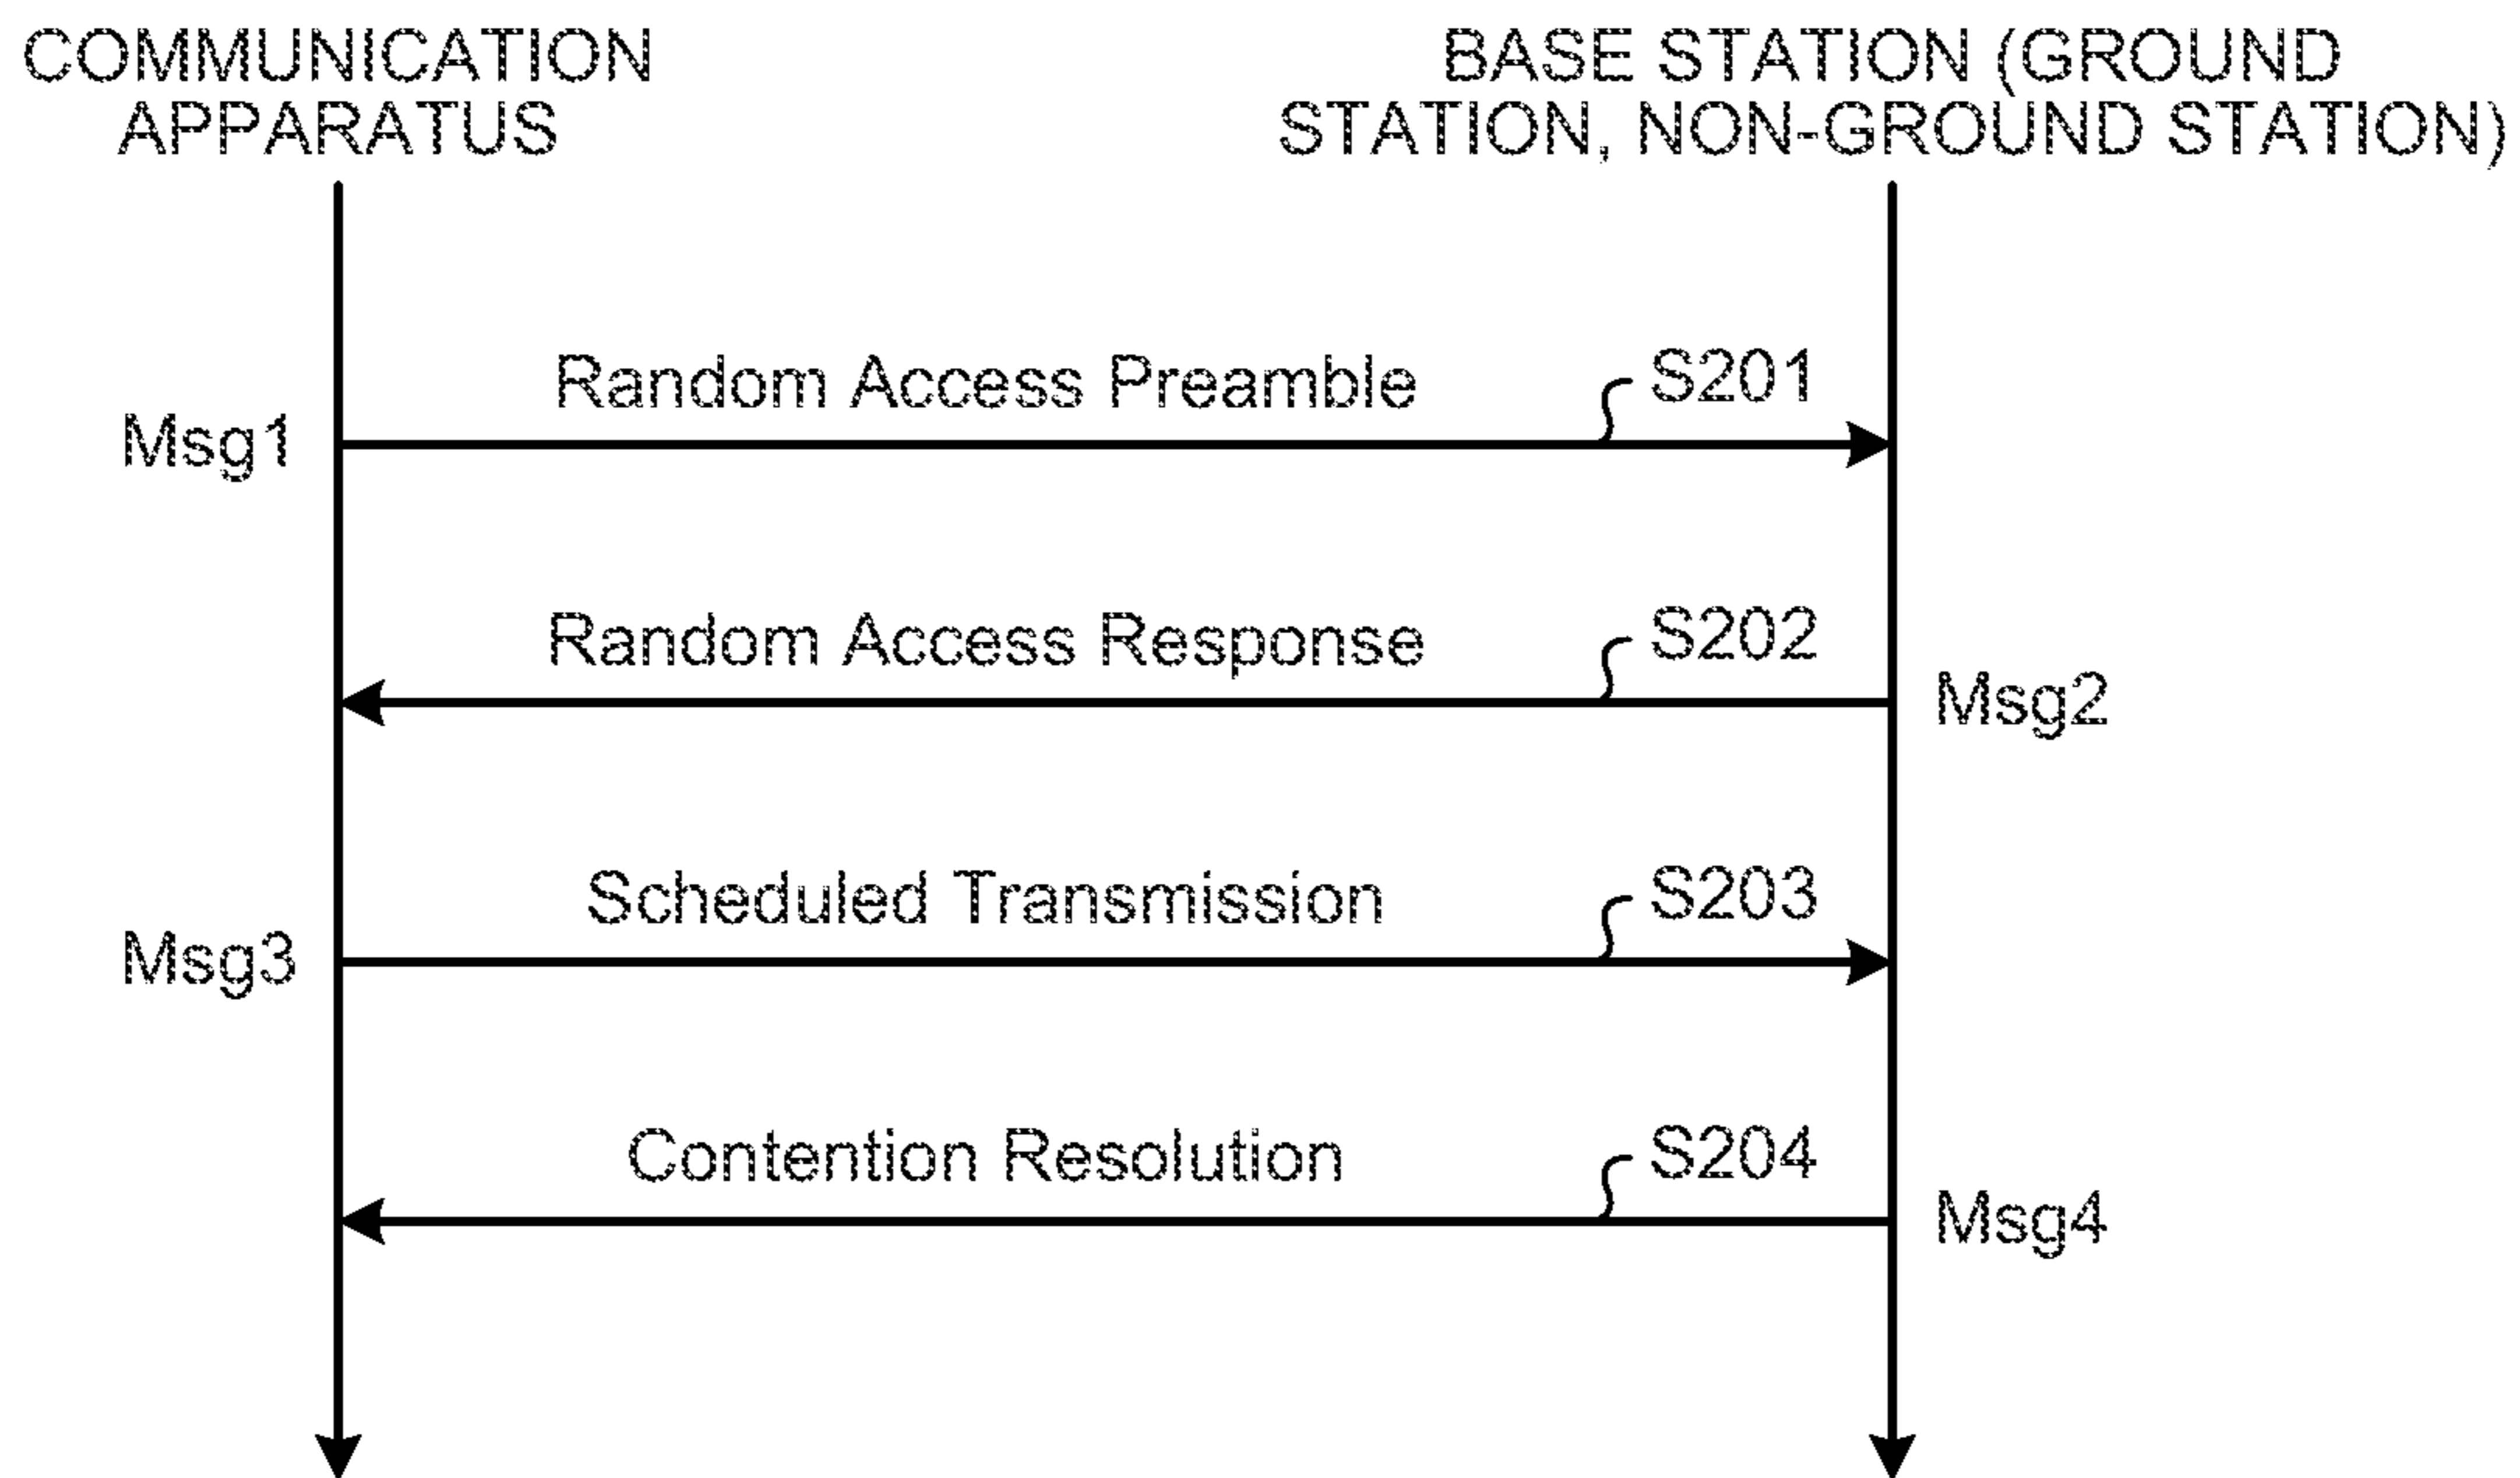 COMMUNICATION
APPARATUS
BASE STATION (GROUND
STATION, NON-GROUND STATION)
Random Access Preamble
S201
Msg1
Random Access Response
S202
Msg2
Scheduled Transmission
S203
Msg3
Contention Resolution
S204
Msg4